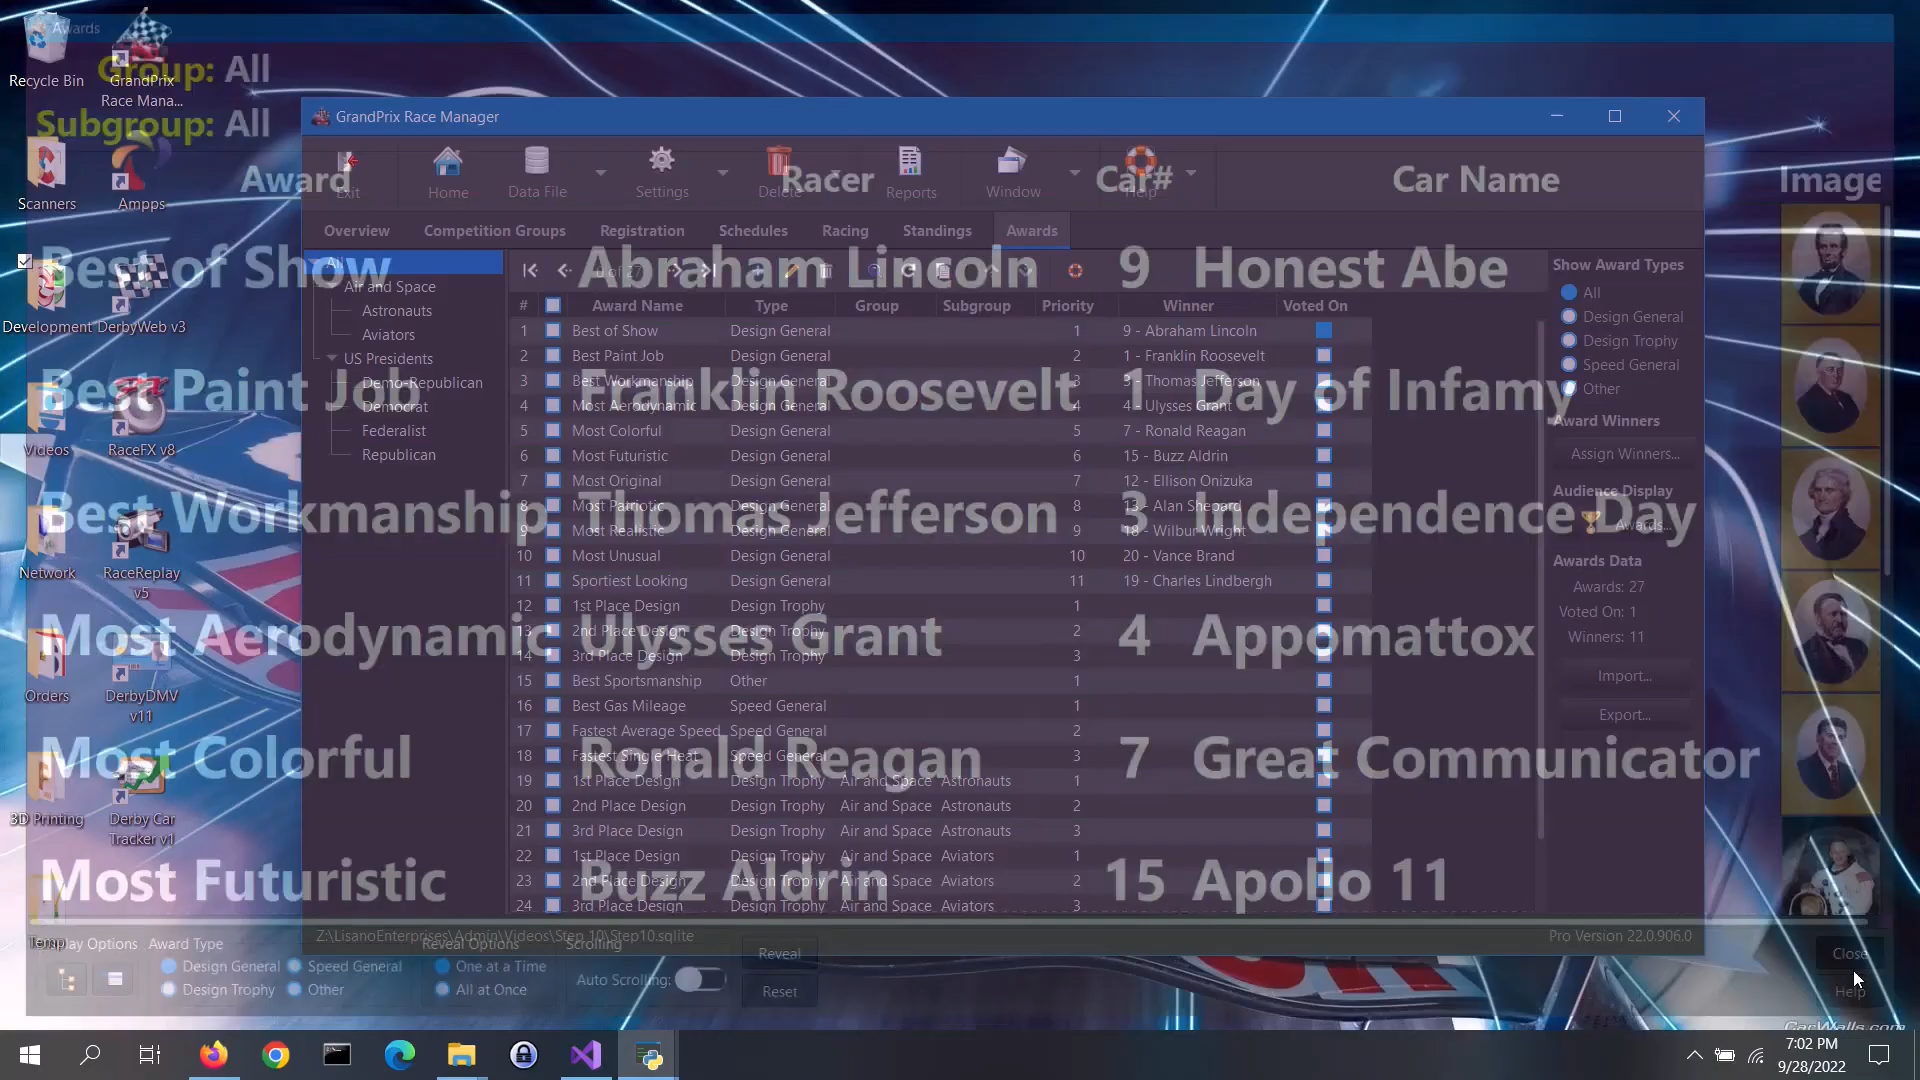 Awards
Group: All
Subgroup: All
Award Racer Car# Car Name Image
Best of Show Abraham Lincoln 9 Honest Abe
Best Paint Job Franklin Roosevelt 1 Day of Infamy
Best Workmanship Thomas Jefferson 3 Independence Day
Most Aerodynamic Ulysses Grant 4 Appomattox
Most Colorful Ronald Reagan 7 Great Communicator
Most Futuristic Buzz Aldrin 15 Apollo 11
Display Options Award Type Reveal Options Scrolling
Design General Speed General One at a Time
Design Trophy Other All at Once
Auto Scrolling:
Reveal
Reset
Close
Help
GrandPrix Race Manager
Exit Home Data File Settings Delete Reports Window Help
Overview Competition Groups Registration Schedules Racing Standings Awards
All
Air and Space
Astronauts
Aviators
US Presidents
Demo-Republican
Democrat
Federalist
Republican
0 of 27
# Award Name Type Group Subgroup Priority Winner Voted On
1 Best of Show Design General 1 9 - Abraham Lincoln
2 Best Paint Job Design General 2 1 - Franklin Roosevelt
3 Best Workmanship Design General 3 3 - Thomas Jefferson
4 Most Aerodynamic Design General 4 4 - Ulysses Grant
5 Most Colorful Design General 5 7 - Ronald Reagan
6 Most Futuristic Design General 6 15 - Buzz Aldrin
7 Most Original Design General 7 12 - Ellison Onizuka
8 Most Patriotic Design General 8 13 - Alan Shepard
9 Most Realistic Design General 9 18 - Wilbur Wright
10 Most Unusual Design General 10 20 - Vance Brand
11 Sportiest Looking Design General 11 19 - Charles Lindbergh
12 1st Place Design Design Trophy 1
13 2nd Place Design Design Trophy 2
14 3rd Place Design Design Trophy 3
15 Best Sportsmanship Other 1
16 Best Gas Mileage Speed General 1
17 Fastest Average Speed Speed General 2
18 Fastest Single Heat Speed General 3
19 1st Place Design Design Trophy Air and Space Astronauts 1
20 2nd Place Design Design Trophy Air and Space Astronauts 2
21 3rd Place Design Design Trophy Air and Space Astronauts 3
22 1st Place Design Design Trophy Air and Space Aviators 1
23 2nd Place Design Design Trophy Air and Space Aviators 2
24 3rd Place Design Design Trophy Air and Space Aviators 3
Show Award Types
All
Design General
Design Trophy
Speed General
Other
Award Winners
Assign Winners...
Audience Display
Awards...
Awards Data
Awards: 27
Voted On: 1
Winners: 11
Import...
Export...
Z:\LisanoEnterprises\Admin\Videos\Step 10\Step10.sqlite
Pro Version 22.0.906.0
Recycle Bin
GrandPrix
Race Mana...
Scanners
Ampps
Development
DerbyWeb v3
Videos
RaceFX v8
Network
RaceReplay
v5
Orders
DerbyDMV
v11
3D Printing
Derby Car
Tracker v1
Temp
CarWalls.com
7:02 PM
9/28/2022